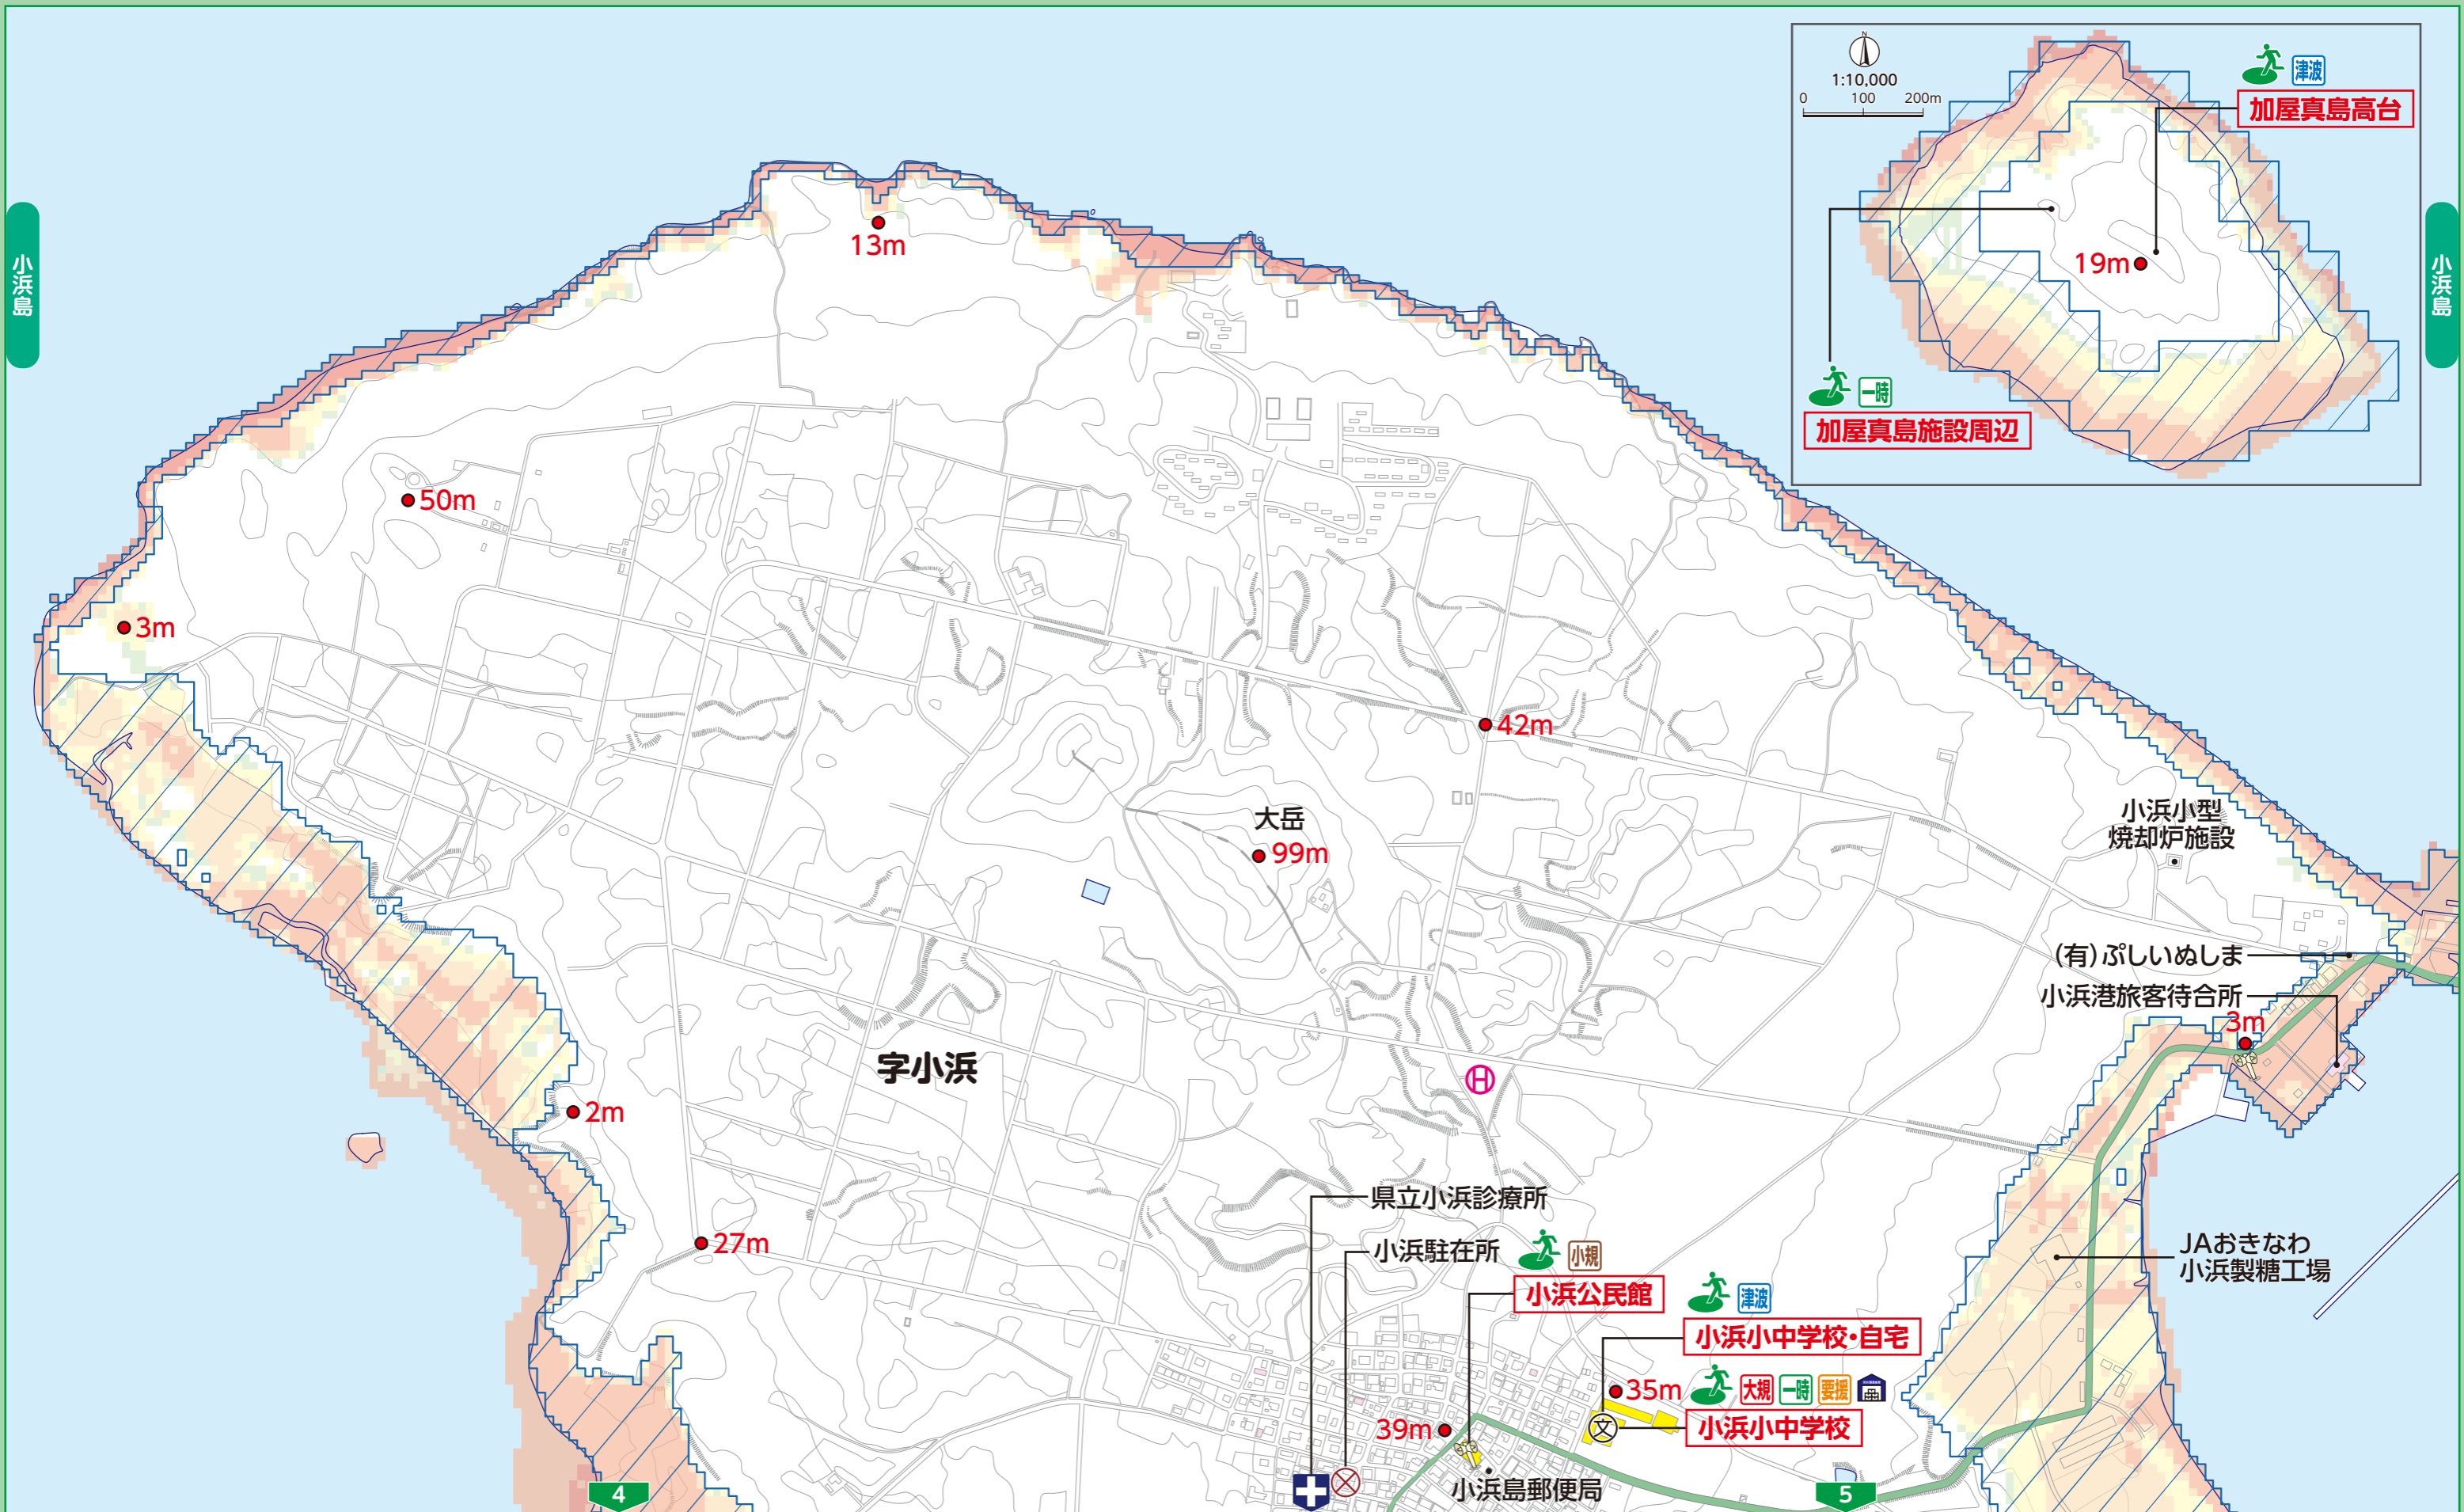 小浜島
N
1:10,000
0 100 200m
津波
加屋真島高台
19m
一時
加屋真島施設周辺
小浜島
13m
50m
3m
42m
大岳
99m
小浜小型
焼却炉施設
(有)ぷしいぬしま
小浜港旅客待合所
3m
字小浜
H
2m
県立小浜診療所
27m
小浜駐在所
小規
小浜公民館
津波
小浜小中学校・自宅
JAおきなわ
小浜製糖工場
35m
大規 一時 要援
小浜小中学校
文
39m
小浜島郵便局
4
5